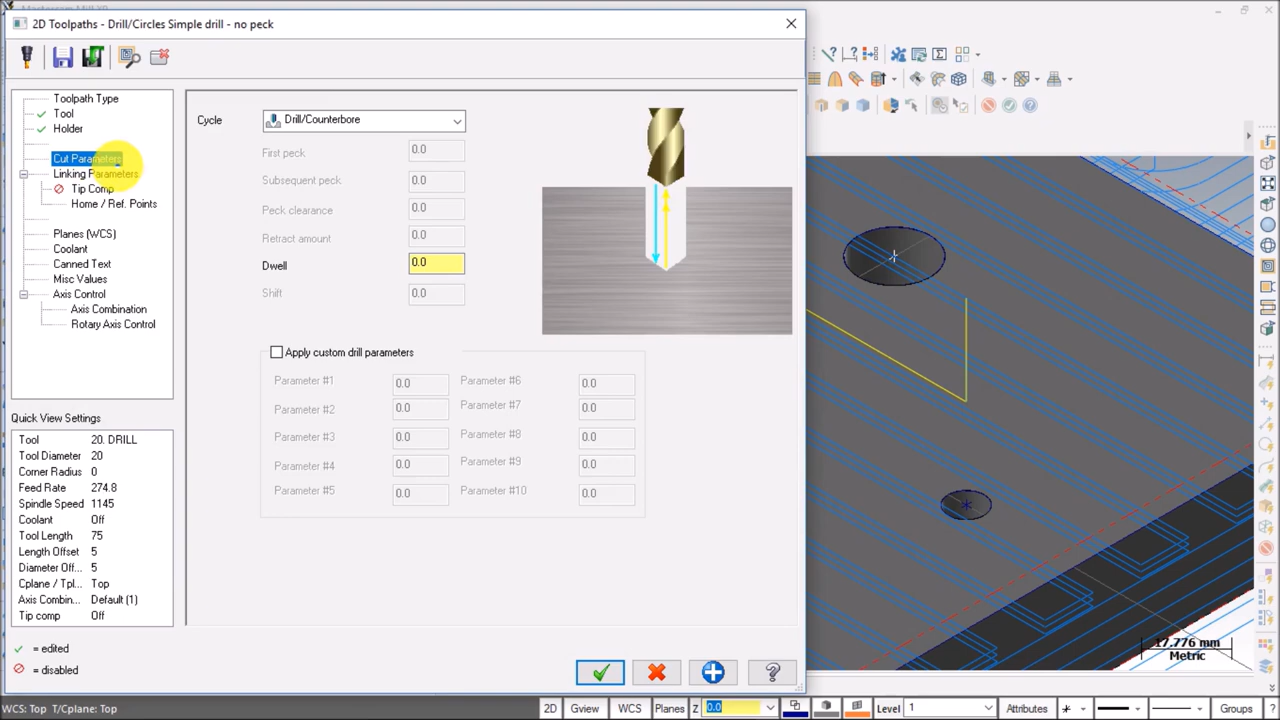 2D Toolpaths - Drill/Circles Simple drill - no peck
Toolpath Type
Tool
Holder
Cut Parameters
Linking Parameters
Tip Comp
Home / Ref. Points
Planes (WCS)
Coolant
Canned Text
Misc Values
Axis Control
Axis Combination
Rotary Axis Control
Quick View Settings
Tool 20. DRILL
Tool Diameter 20
Corner Radius 0
Feed Rate 274.8
Spindle Speed 1145
Coolant Off
Tool Length 75
Length Offset 5
Diameter Off... 5
Cplane / Tpl... Top
Axis Combin... Default (1)
Tip comp Off
= edited
= disabled
Cycle Drill/Counterbore
First peck 0.0
Subsequent peck 0.0
Peck clearance 0.0
Retract amount 0.0
Dwell 0.0
Shift 0.0
Apply custom drill parameters
Parameter #1 0.0 Parameter #6 0.0
Parameter #2 0.0 Parameter #7 0.0
Parameter #3 0.0 Parameter #8 0.0
Parameter #4 0.0 Parameter #9 0.0
Parameter #5 0.0 Parameter #10 0.0
17.776 mm
Metric
WCS: Top T/Cplane: Top 2D Gview WCS Planes Z 0.0 Level 1 Attributes Groups